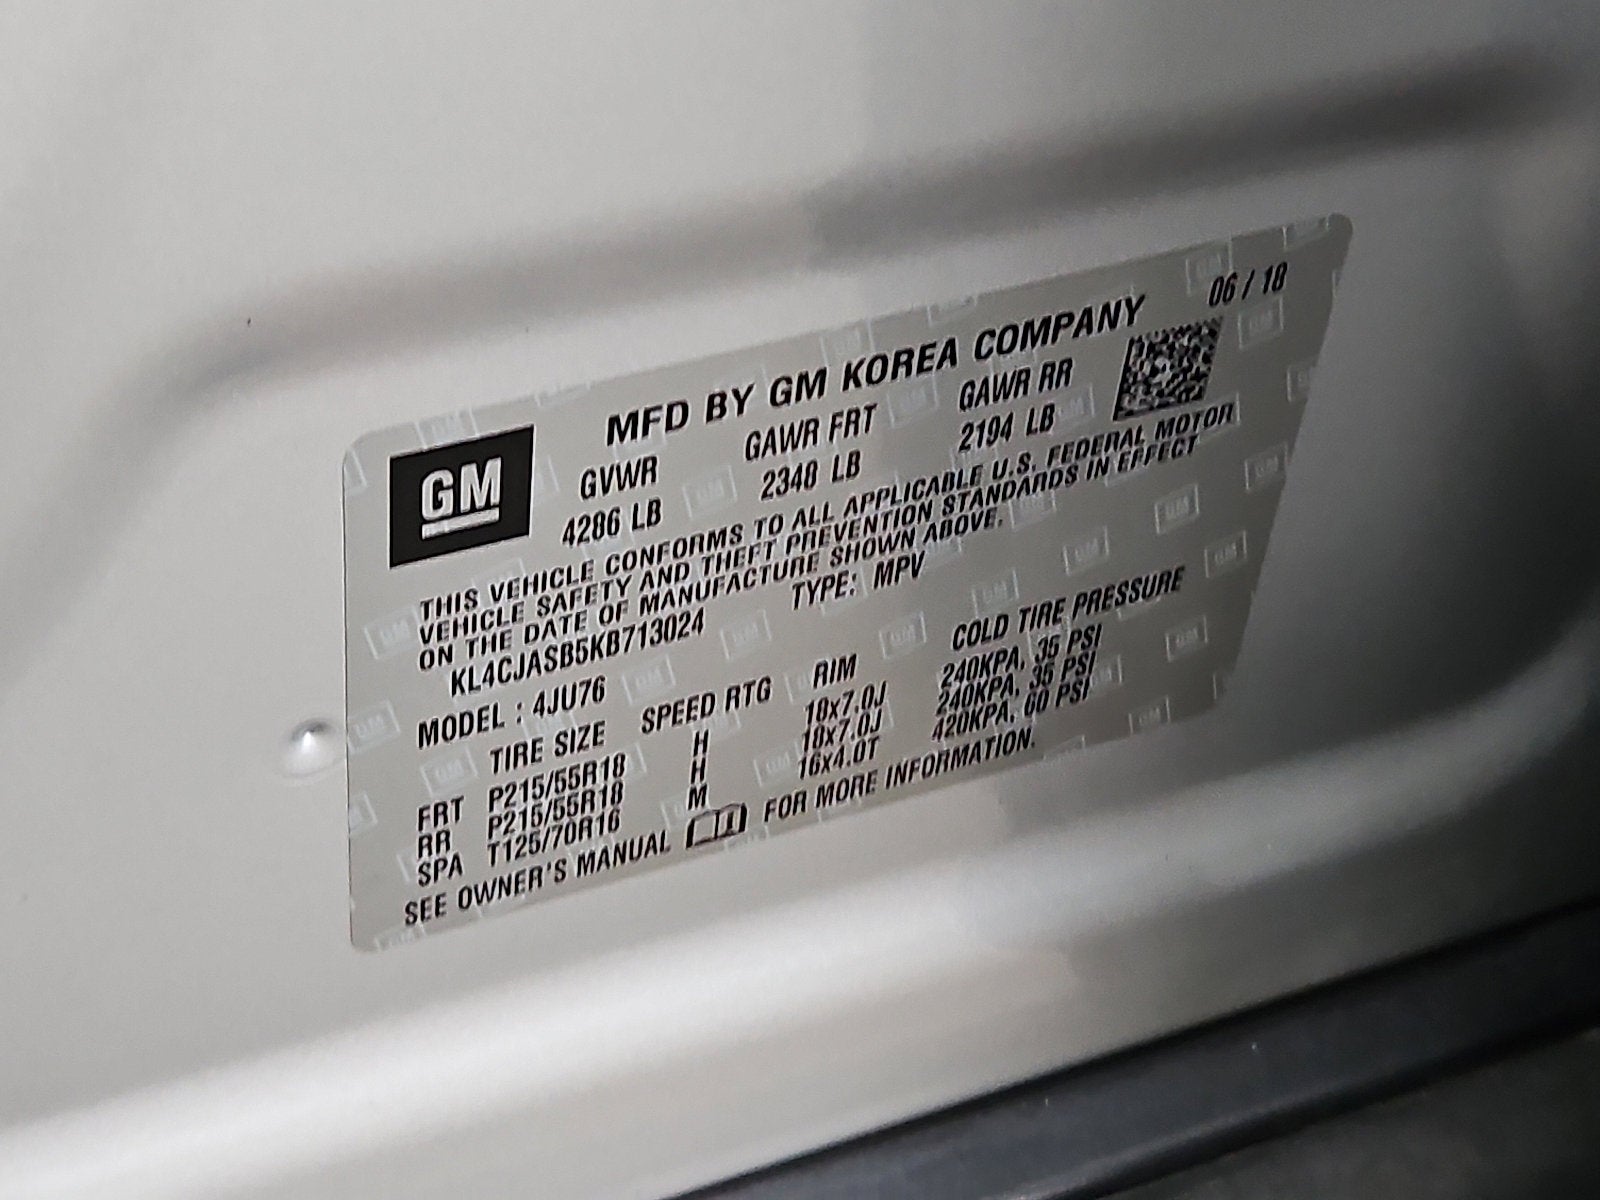 06 / 18
MFD BY GM KOREA COMPANY
GM
GVWR GAWR FRT GAWR RR
4286 LB 2348 LB 2194 LB
THIS VEHICLE CONFORMS TO ALL APPLICABLE U.S. FEDERAL MOTOR
VEHICLE SAFETY AND THEFT PREVENTION STANDARDS IN EFFECT
ON THE DATE OF MANUFACTURE SHOWN ABOVE.
KL4CJASB5KB713024 TYPE: MPV
MODEL : 4JU76
TIRE SIZE SPEED RTG RIM COLD TIRE PRESSURE
FRT P215/55R18 H 18x7.0J 240KPA, 35 PSI
RR P215/55R18 H 18x7.0J 240KPA, 35 PSI
SPA T125/70R16 M 16x4.0T 420KPA, 60 PSI
SEE OWNER'S MANUAL FOR MORE INFORMATION.